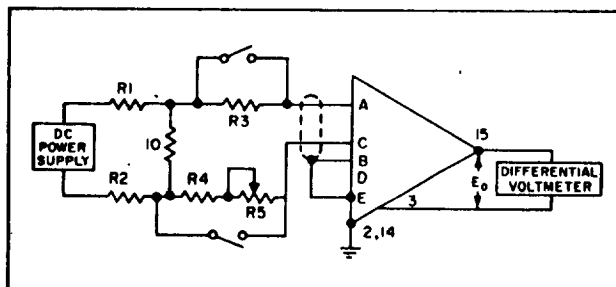 R1
R3
A
DC
POWER
SUPPLY
10
C
B
D
E
15
E₀
DIFFERENTIAL
VOLTMETER
R2
R4
R5
3
2,14